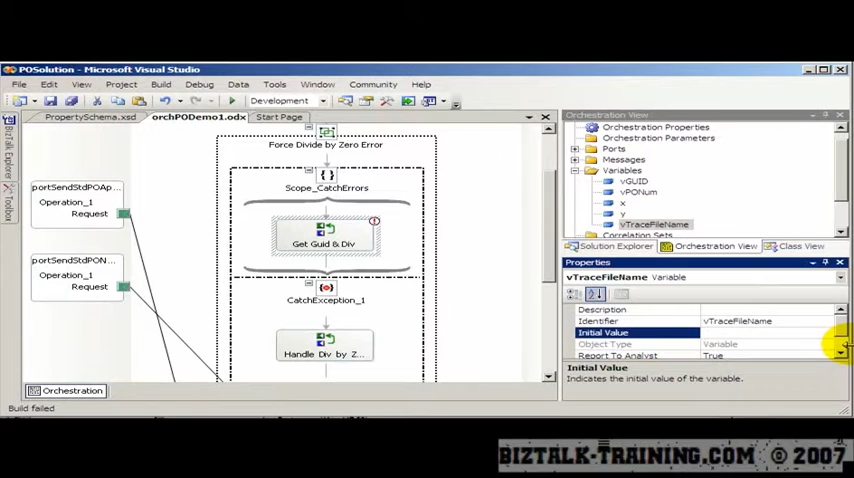 POSolution - Microsoft Visual Studio
File Edit View Project Build Debug Data Tools Window Community Help
Development
PropertySchema.xsd orchPODemo1.odx Start Page
BizTalk Explorer
Toolbox
portSendStdPOAp...
Operation_1
Request
portSendStdPON...
Operation_1
Request
Force Divide by Zero Error
Scope_CatchErrors
Get Guid & Div
CatchException_1
Handle Div by Z...
Orchestration
Build failed
Orchestration View
Orchestration Properties
Orchestration Parameters
Ports
Messages
Variables
vGUID
vPONum
x
y
vTraceFileName
Correlation Sets
Solution Explorer Orchestration View Class View
Properties
vTraceFileName Variable
Description
Identifier vTraceFileName
Initial Value
Object Type Variable
Report To Analyst True
Initial Value
Indicates the initial value of the variable.
BIZTALK-TRAINING.COM © 2007